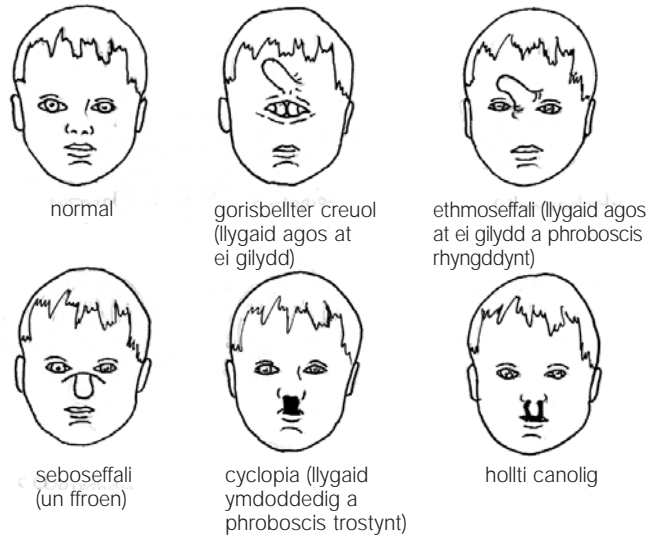 normal
gorisbellter creuol
(llygaid agos at
ei gilydd)
ethmoseffali (llygaid agos
at ei gilydd a phroboscis
rhyngddynt)
seboseffali
(un ffroen)
cyclopia (llygaid
ymdoddedig a
phroboscis trostynt)
hollti canolig